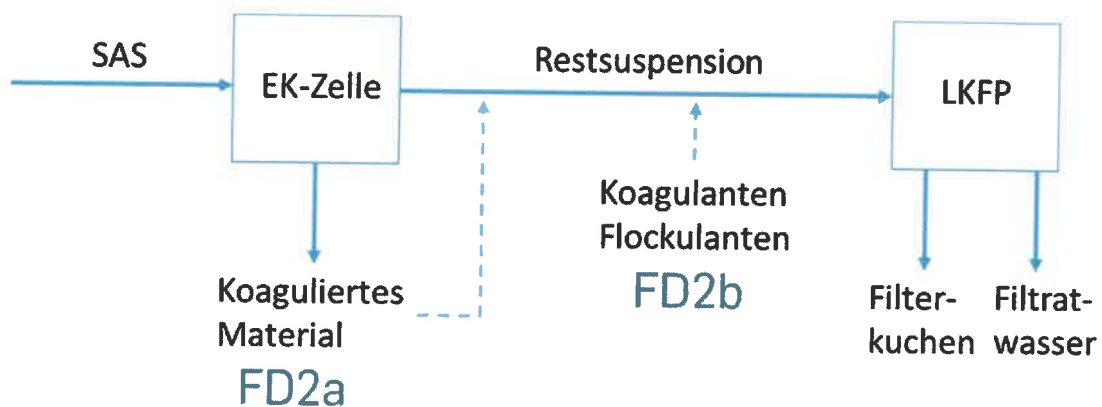 SAS
EK-Zelle
Restsuspension
LKFP
Koagulanten
Flockulanten
FD2b
Koaguliertes
Material
FD2a
Filter-
kuchen
Filtrat-
wasser